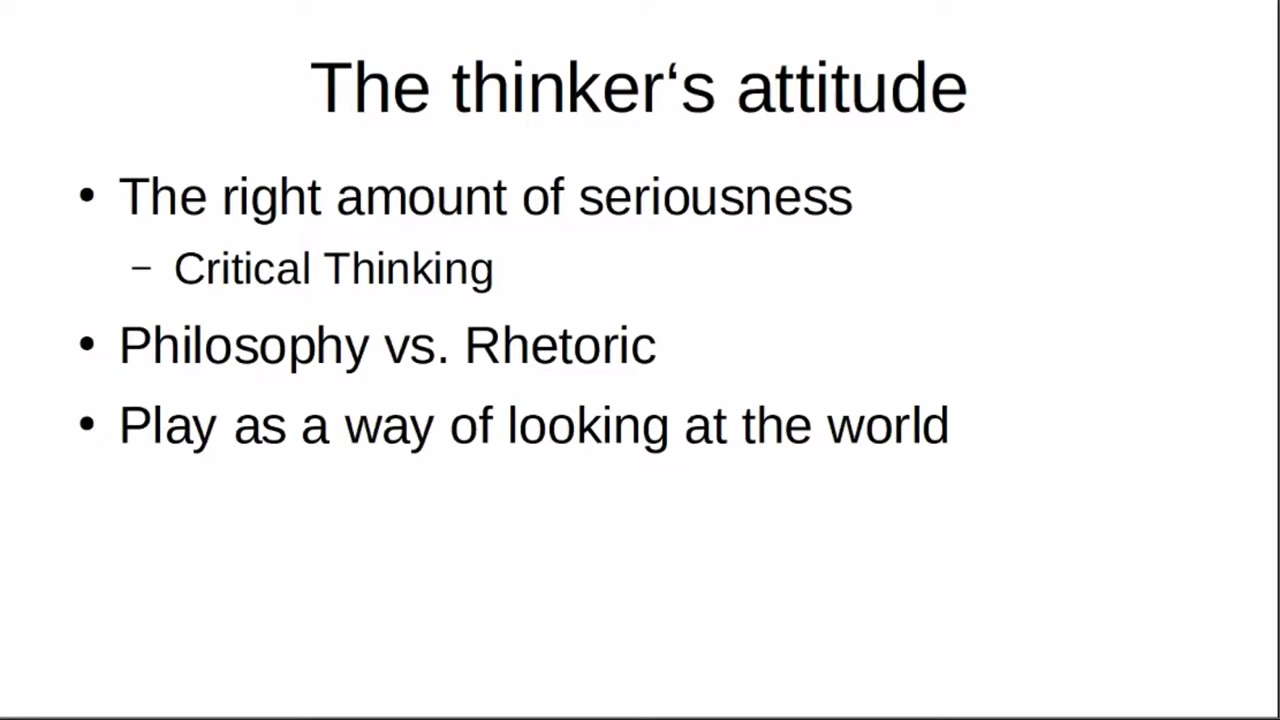 The thinker‘s attitude
• The right amount of seriousness
– Critical Thinking
• Philosophy vs. Rhetoric
• Play as a way of looking at the world